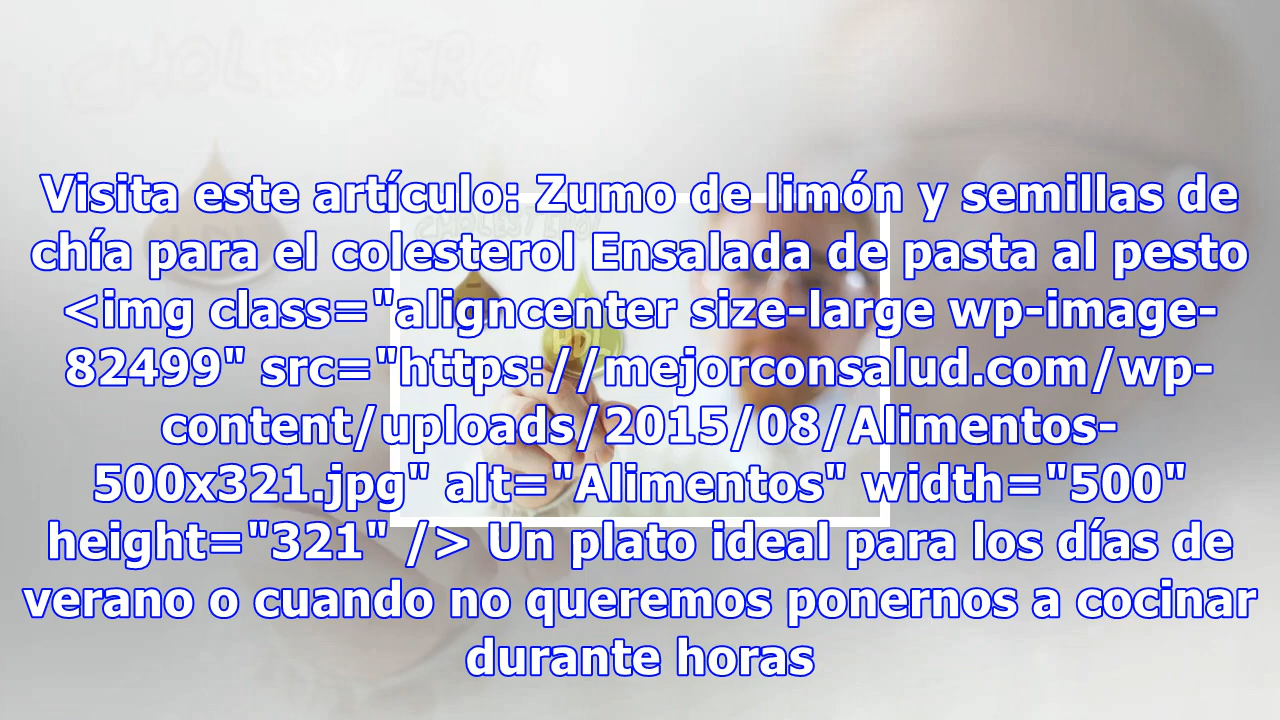 CHOLESTEROL
Visita este artículo: Zumo de limón y semillas de
chía para el colesterol Ensalada de pasta al pesto
<img class="aligncenter size-large wp-image-
82499" src="https://mejorconsalud.com/wp-
content/uploads/2015/08/Alimentos-
500x321.jpg" alt="Alimentos" width="500"
height="321" /> Un plato ideal para los días de
verano o cuando no queremos ponernos a cocinar
durante horas